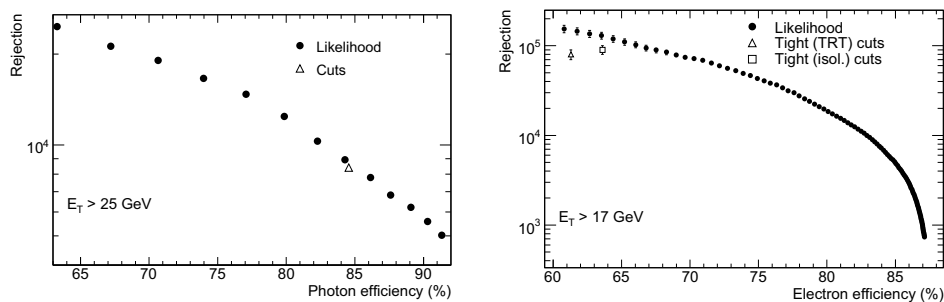 Rejection
Likelihood
Cuts
10^4
E_T > 25 GeV
65 70 75 80 85 90
Photon efficiency (%)
Rejection
10^5
Likelihood
Tight (TRT) cuts
Tight (isol.) cuts
10^4
10^3
E_T > 17 GeV
60 65 70 75 80 85
Electron efficiency (%)